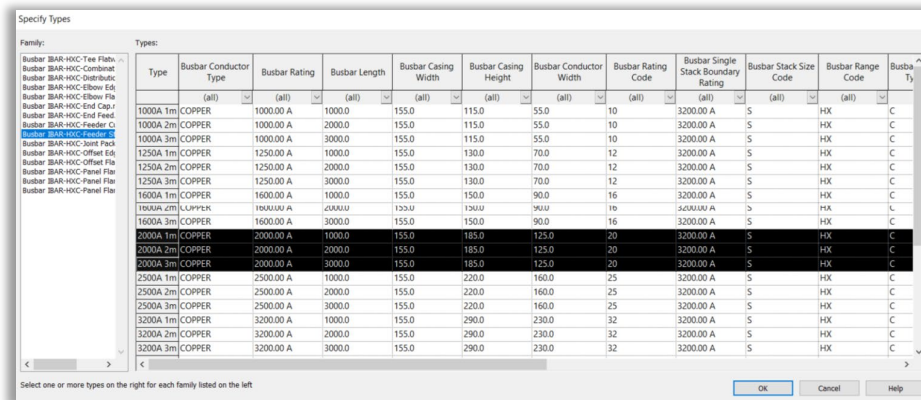 Specify Types
Family:
Types:
Busbar IBAR-HXC-Tee Flatw
Busbar IBAR-HXC-Combinat
Busbar IBAR-HXC-Distributic
Busbar IBAR-HXC-Elbow Edg
Busbar IBAR-HXC-Elbow Fla
Busbar IBAR-HXC-End Cap.r
Busbar IBAR-HXC-End Feed.
Busbar IBAR-HXC-Feeder Cu
Busbar IBAR-HXC-Feeder St
Busbar IBAR-HXC-Joint Pack
Busbar IBAR-HXC-Offset Edg
Busbar IBAR-HXC-Offset Fla
Busbar IBAR-HXC-Panel Flan
Busbar IBAR-HXC-Panel Flan
Busbar IBAR-HXC-Panel Flan
Type Busbar Conductor Type Busbar Rating Busbar Length Busbar Casing Width Busbar Casing Height Busbar Conductor Width Busbar Rating Code Busbar Single Stack Boundary Rating Busbar Stack Size Code Busbar Range Code Busba Ty
(all) (all) (all) (all) (all) (all) (all) (all) (all) (all)
1000A 1m COPPER 1000.00 A 1000.0 155.0 115.0 55.0 10 3200.00 A S HX C
1000A 2m COPPER 1000.00 A 2000.0 155.0 115.0 55.0 10 3200.00 A S HX C
1000A 3m COPPER 1000.00 A 3000.0 155.0 115.0 55.0 10 3200.00 A S HX C
1250A 1m COPPER 1250.00 A 1000.0 155.0 130.0 70.0 12 3200.00 A S HX C
1250A 2m COPPER 1250.00 A 2000.0 155.0 130.0 70.0 12 3200.00 A S HX C
1250A 3m COPPER 1250.00 A 3000.0 155.0 130.0 70.0 12 3200.00 A S HX C
1600A 1m COPPER 1600.00 A 1000.0 155.0 150.0 90.0 16 3200.00 A S HX C
1600A 2m COPPER 1600.00 A 2000.0 155.0 150.0 90.0 16 3200.00 A S HX C
1600A 3m COPPER 1600.00 A 3000.0 155.0 150.0 90.0 16 3200.00 A S HX C
2000A 1m COPPER 2000.00 A 1000.0 155.0 185.0 125.0 20 3200.00 A S HX C
2000A 2m COPPER 2000.00 A 2000.0 155.0 185.0 125.0 20 3200.00 A S HX C
2000A 3m COPPER 2000.00 A 3000.0 155.0 185.0 125.0 20 3200.00 A S HX C
2500A 1m COPPER 2500.00 A 1000.0 155.0 220.0 160.0 25 3200.00 A S HX C
2500A 2m COPPER 2500.00 A 2000.0 155.0 220.0 160.0 25 3200.00 A S HX C
2500A 3m COPPER 2500.00 A 3000.0 155.0 220.0 160.0 25 3200.00 A S HX C
3200A 1m COPPER 3200.00 A 1000.0 155.0 290.0 230.0 32 3200.00 A S HX C
3200A 2m COPPER 3200.00 A 2000.0 155.0 290.0 230.0 32 3200.00 A S HX C
3200A 3m COPPER 3200.00 A 3000.0 155.0 290.0 230.0 32 3200.00 A S HX C
Select one or more types on the right for each family listed on the left
OK Cancel Help